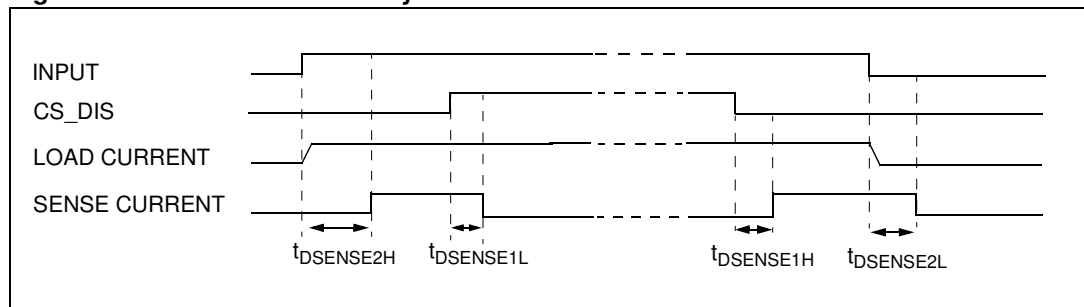 INPUT
CS_DIS
LOAD CURRENT
SENSE CURRENT
tDSENSE2H tDSENSE1L tDSENSE1H tDSENSE2L